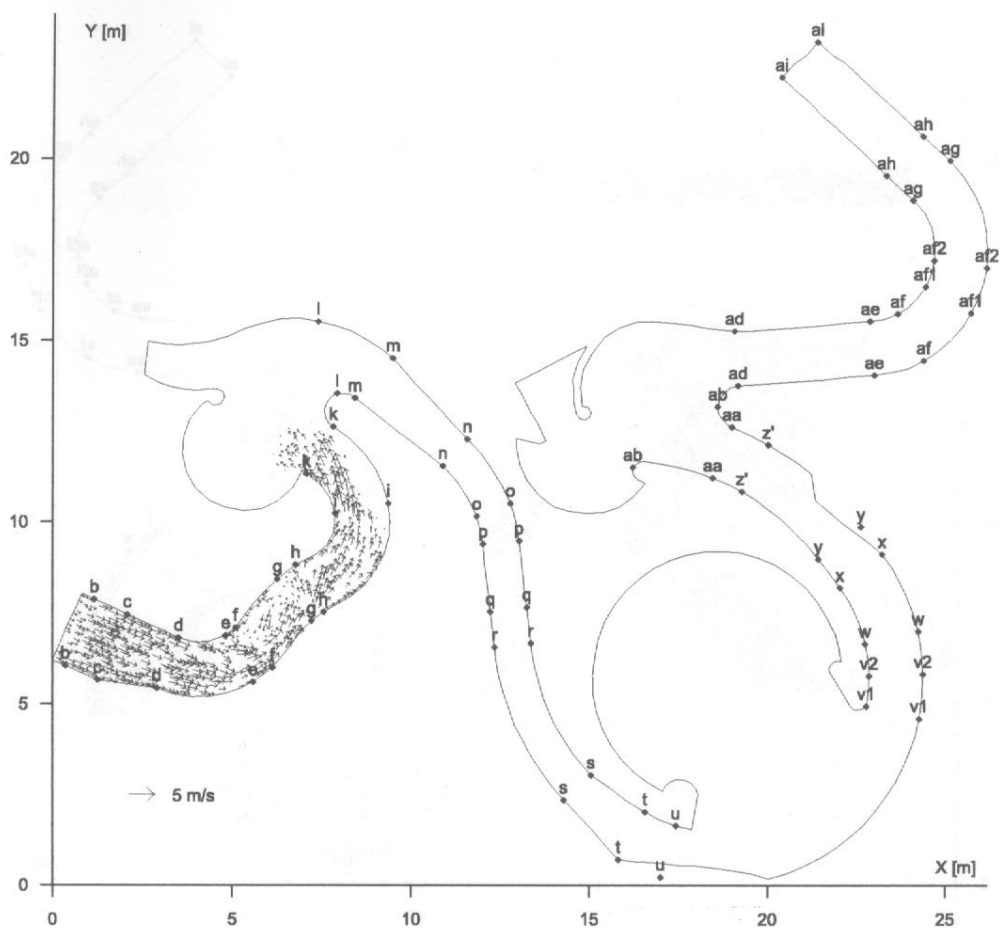 Y [m]
ai
ai
ah
ag
20
ah
ag
af2
af2
af1
af1
l
ad
ae
af
15
af
ad
ae
l
m
m
ab
aa
k
z'
n
ab
n
aa
k
z'
i
o
10
i
o
p
p
y
y
x
h
g
x
b
q
q
c
g
h
f
e
d
r
r
w
w
b
c
v2
v2
f
5
d
e
v1
v1
s
5 m/s
s
t
u
t
u
X [m]
0
0
5
10
15
20
25